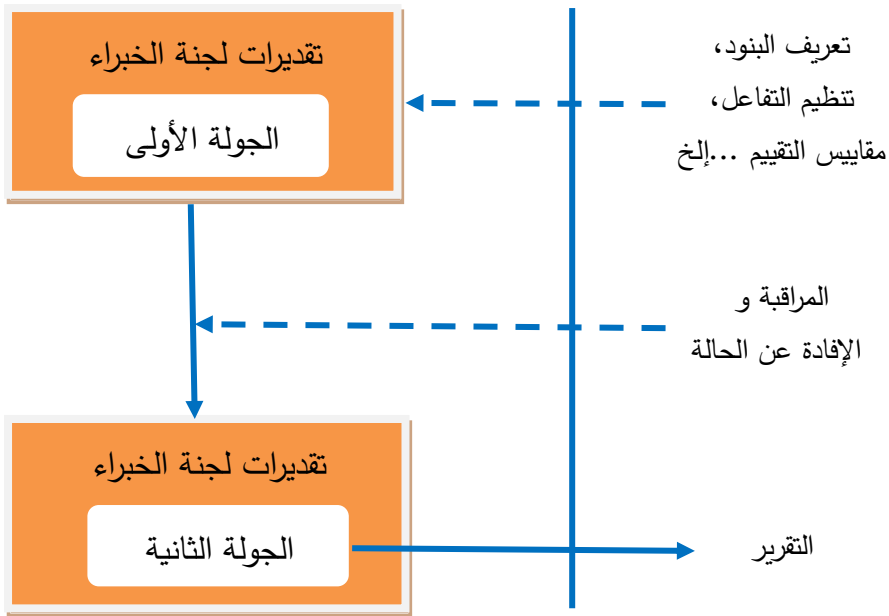 تقديرات لجنة الخبراء
الجولة الأولى
تعريف البنود،
تنظيم التفاعل،
مقاييس التقييم ...إلخ
المراقبة و
الإفادة عن الحالة
تقديرات لجنة الخبراء
الجولة الثانية
التقرير